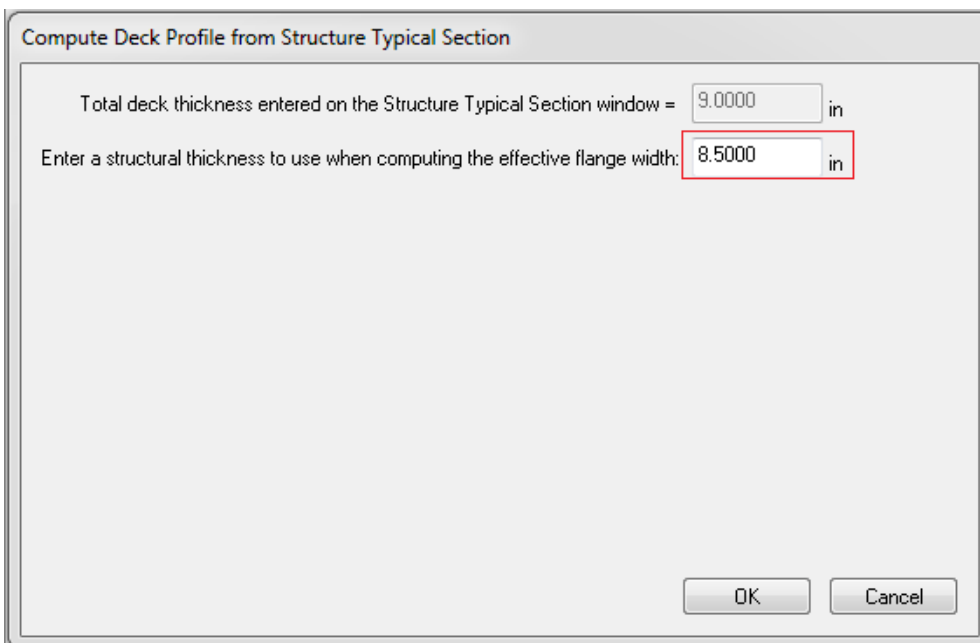 Compute Deck Profile from Structure Typical Section
Total deck thickness entered on the Structure Typical Section window = 9.0000 in
Enter a structural thickness to use when computing the effective flange width: 8.5000 in
OK Cancel